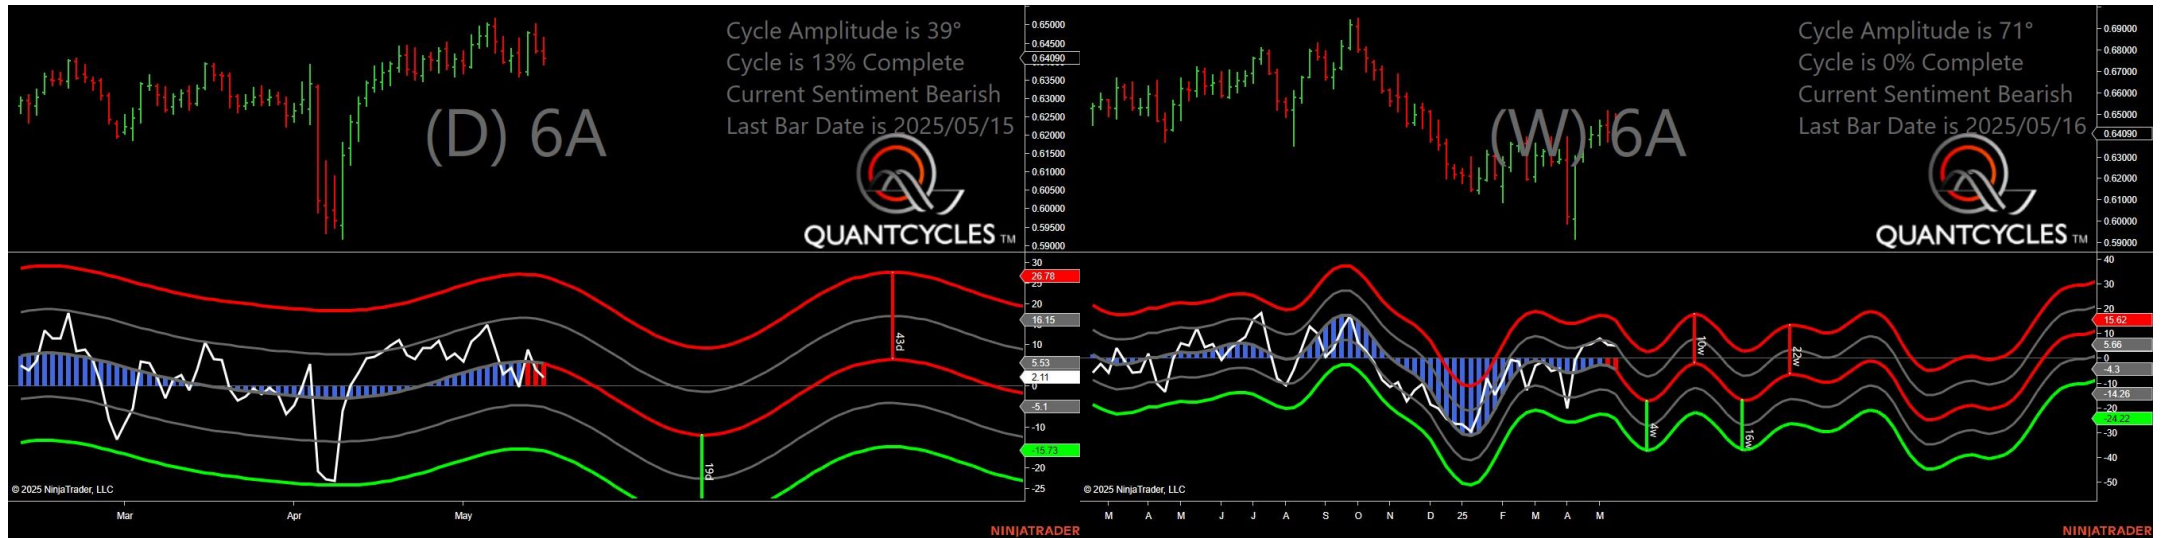 Cycle Amplitude is 39°
Cycle is 13% Complete
Current Sentiment Bearish
Last Bar Date is 2025/05/15
(D) 6A
QUANTCYCLES TM
0.65000
0.64500
0.64090
0.63500
0.63000
0.62500
0.62000
0.61500
0.61000
0.60500
0.60000
0.59500
0.59000
30
26.78
25
20
16.15
10
5.53
2.11
0
-5.1
-10
-15.73
-20
-25
43d
19d
© 2025 NinjaTrader, LLC
Mar Apr May
NINJATRADER
Cycle Amplitude is 71°
Cycle is 0% Complete
Current Sentiment Bearish
Last Bar Date is 2025/05/16
(W) 6A
QUANTCYCLES TM
0.69000
0.68000
0.67000
0.66000
0.65000
0.64090
0.63000
0.62000
0.61000
0.60000
0.59000
40
30
20
15.62
5.66
0
-4.3
-10
-14.26
-20
-24.22
-30
-40
-50
10w
22w
4w
16w
© 2025 NinjaTrader, LLC
M A M J J A S O N D 25 F M A M
NINJATRADER